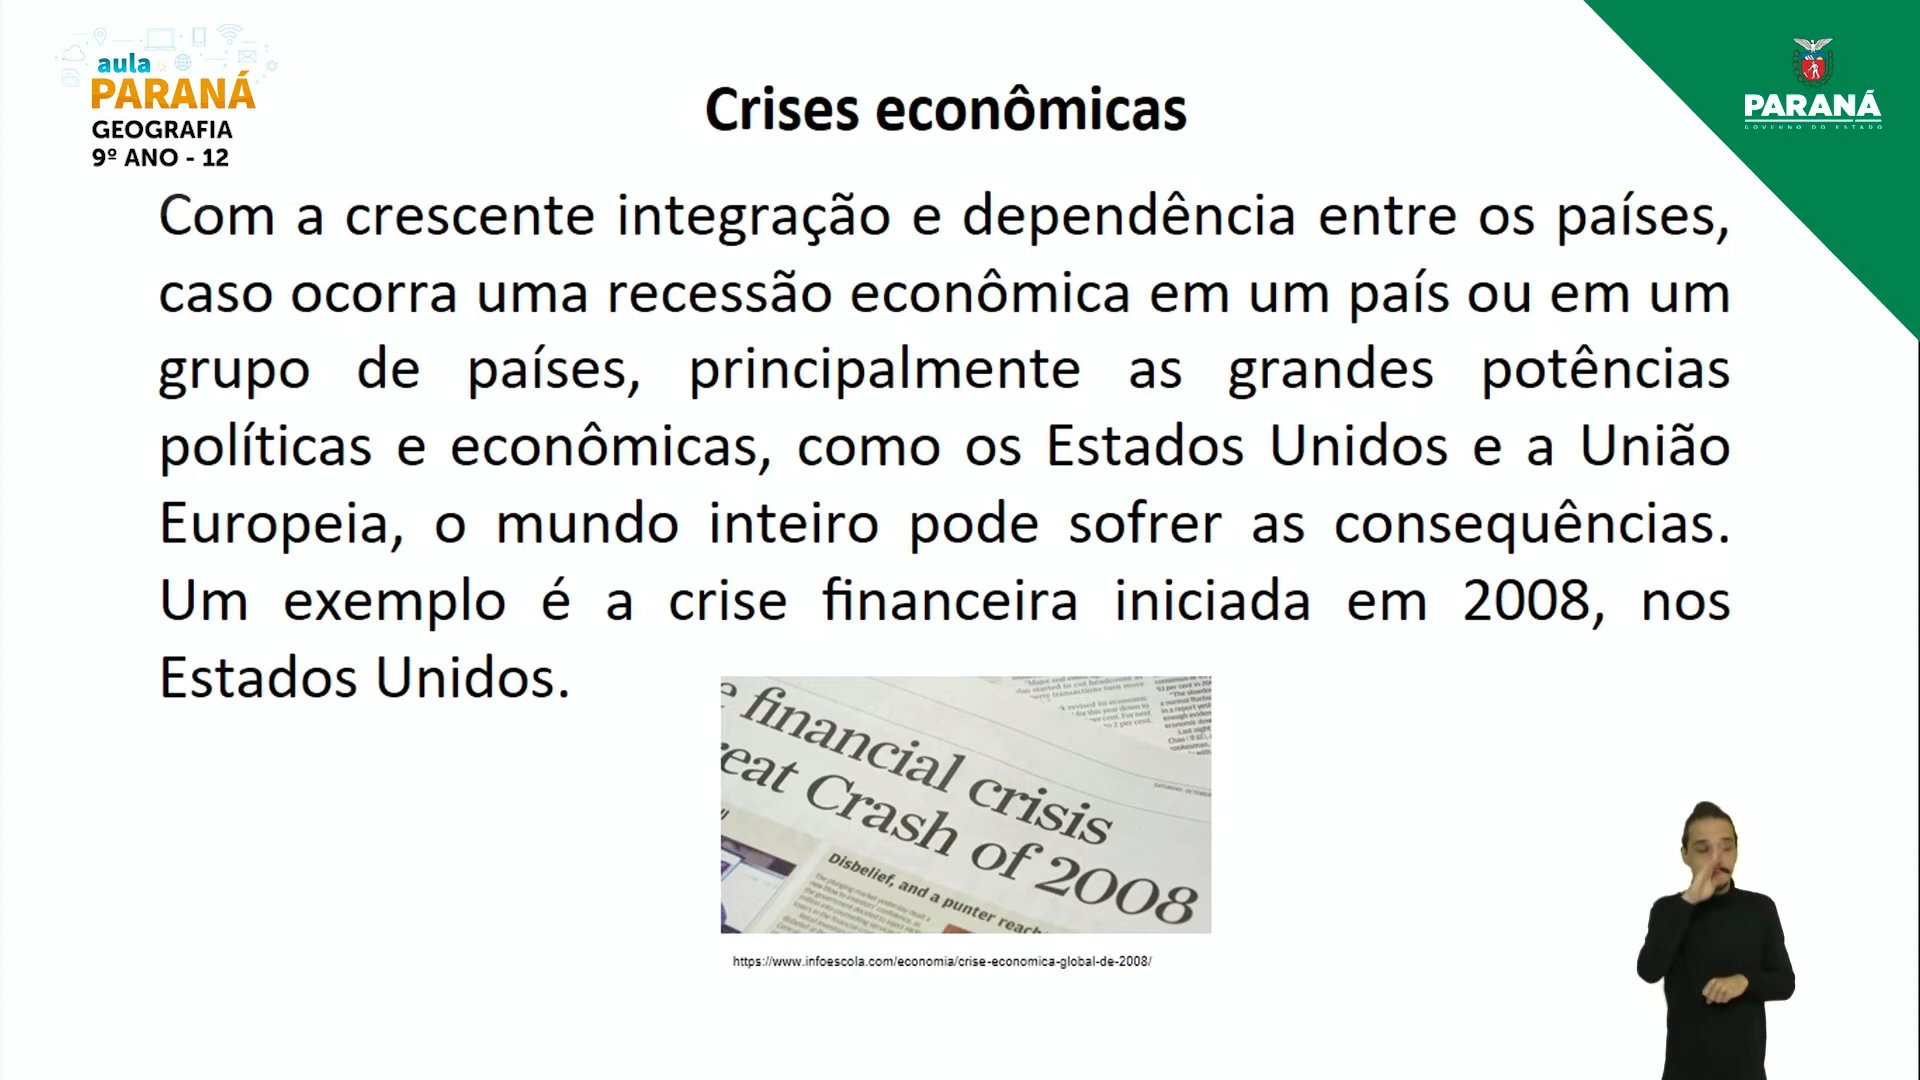 aula
PARANÁ
GEOGRAFIA
9º ANO - 12
PARANÁ
GOVERNO DO ESTADO
Crises econômicas
Com a crescente integração e dependência entre os países,
caso ocorra uma recessão econômica em um país ou em um
grupo de países, principalmente as grandes potências
políticas e econômicas, como os Estados Unidos e a União
Europeia, o mundo inteiro pode sofrer as consequências.
Um exemplo é a crise financeira iniciada em 2008, nos
Estados Unidos.
financial crisis
Crash of 2008
Disbelief, and a punter
https://www.infoescola.com/economia/crise-economica-global-de-2008/